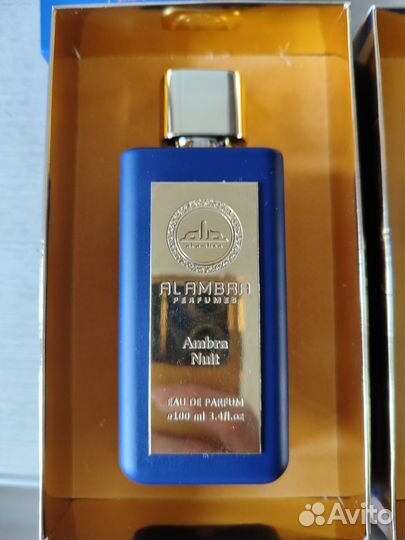 ALAMBRA
PERFUMES
Ambra
Nuit
EAU DE PARFUM
e100 ml 3.4fl.oz
Avito